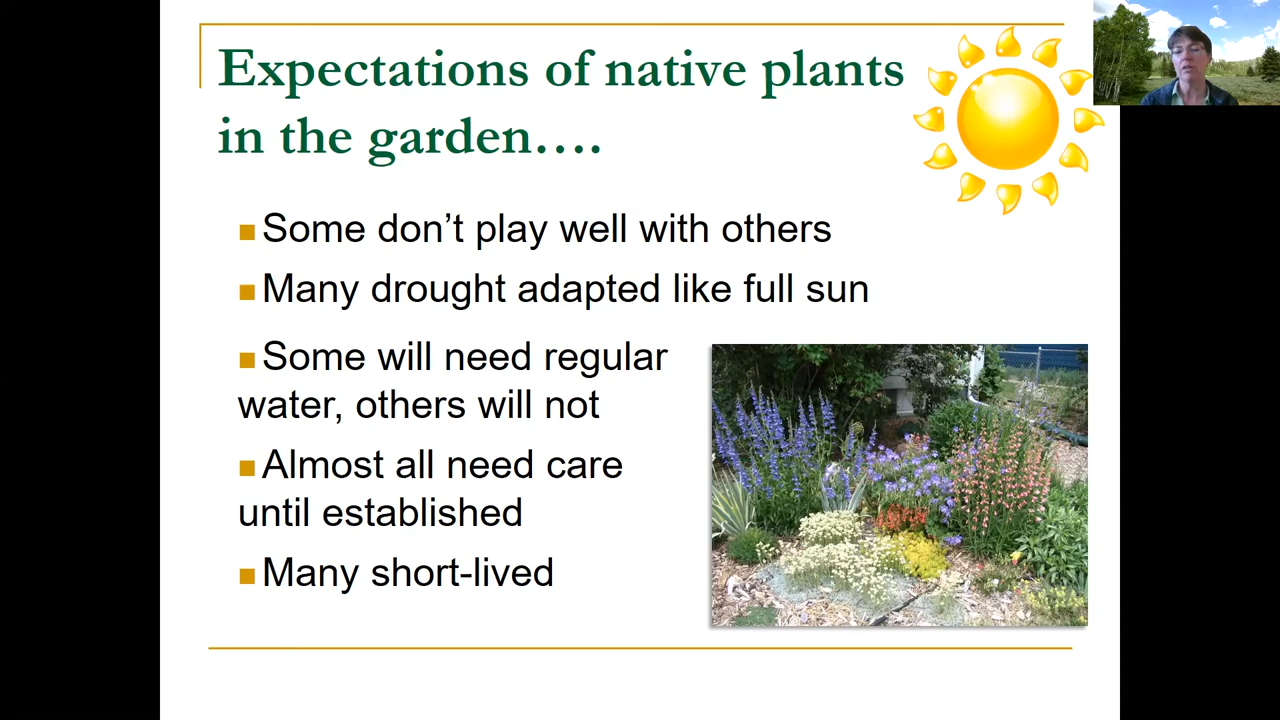 Expectations of native plants
in the garden….
Some don’t play well with others
Many drought adapted like full sun
Some will need regular
water, others will not
Almost all need care
until established
Many short-lived